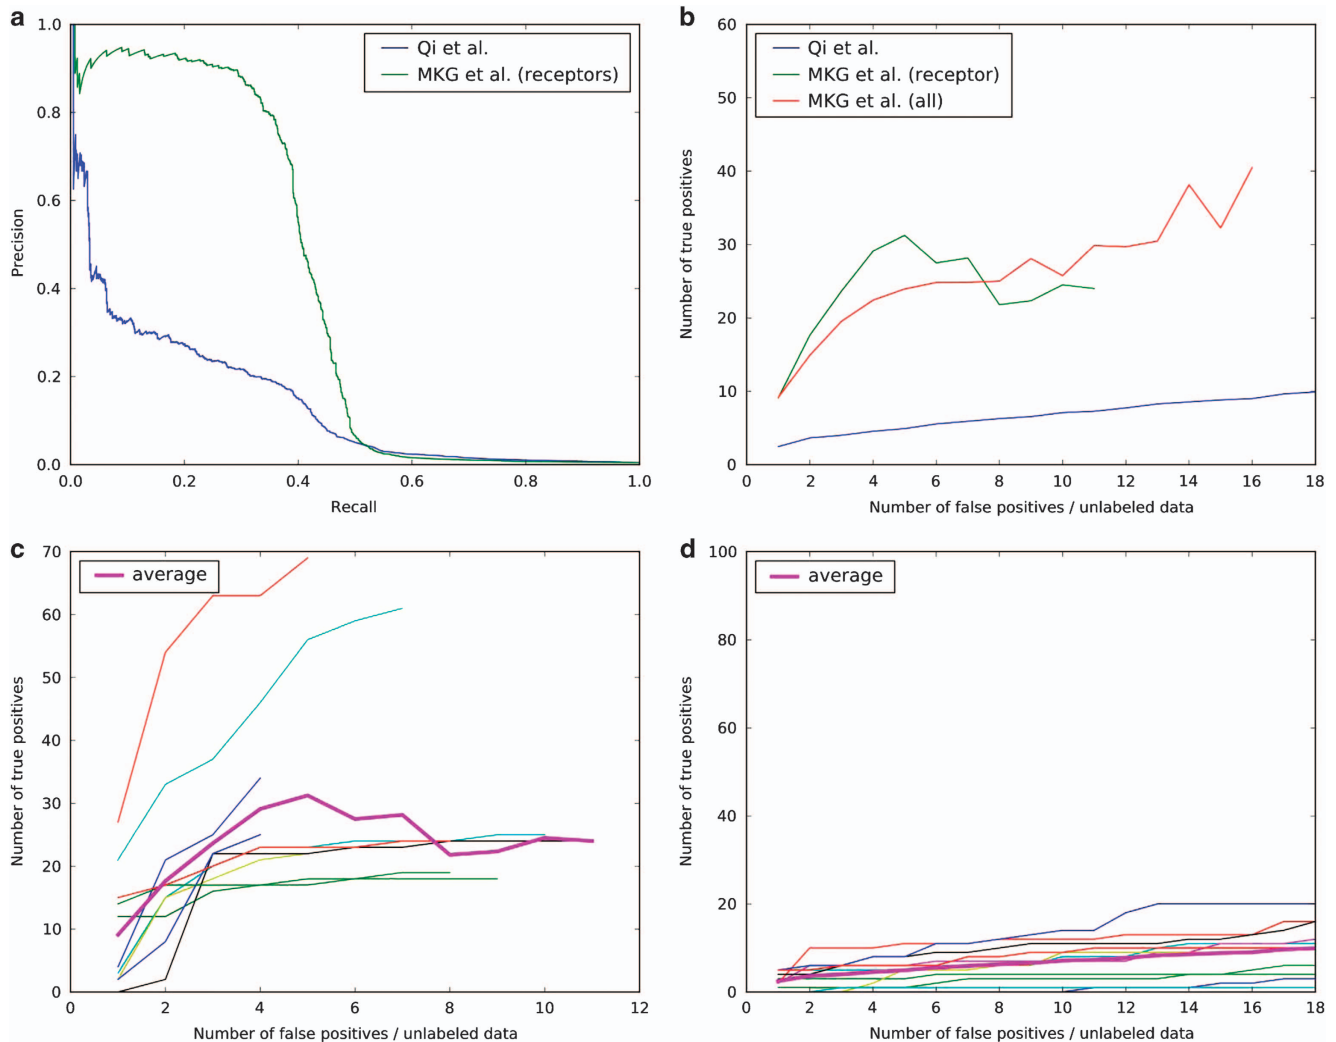 a
1.0
0.8
0.6
0.4
0.2
0.0
Precision
0.0 0.2 0.4 0.6 0.8 1.0
Recall
Qi et al.
MKG et al. (receptors)
b
60
50
40
30
20
10
0
Number of true positives
0 2 4 6 8 10 12 14 16 18
Number of false positives / unlabeled data
Qi et al.
MKG et al. (receptor)
MKG et al. (all)
c
70
60
50
40
30
20
10
0
Number of true positives
0 2 4 6 8 10 12
Number of false positives / unlabeled data
average
d
100
80
60
40
20
0
Number of true positives
0 2 4 6 8 10 12 14 16 18
Number of false positives / unlabeled data
average